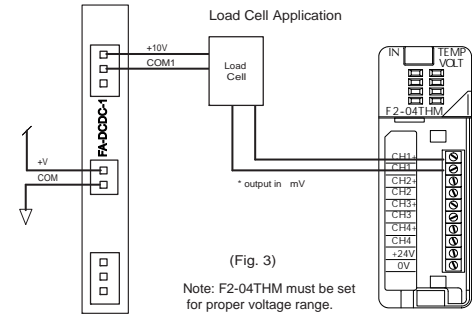 Load Cell Application
+10V
COM1
Load
Cell
FA-DCDC-1
+V
COM
* output in mV
IN TEMP
VOLT
F2-04THM
CH1+
CH1
CH2+
CH2
CH3+
CH3
CH4+
CH4
+24V
0V
(Fig. 3)
Note: F2-04THM must be set
for proper voltage range.